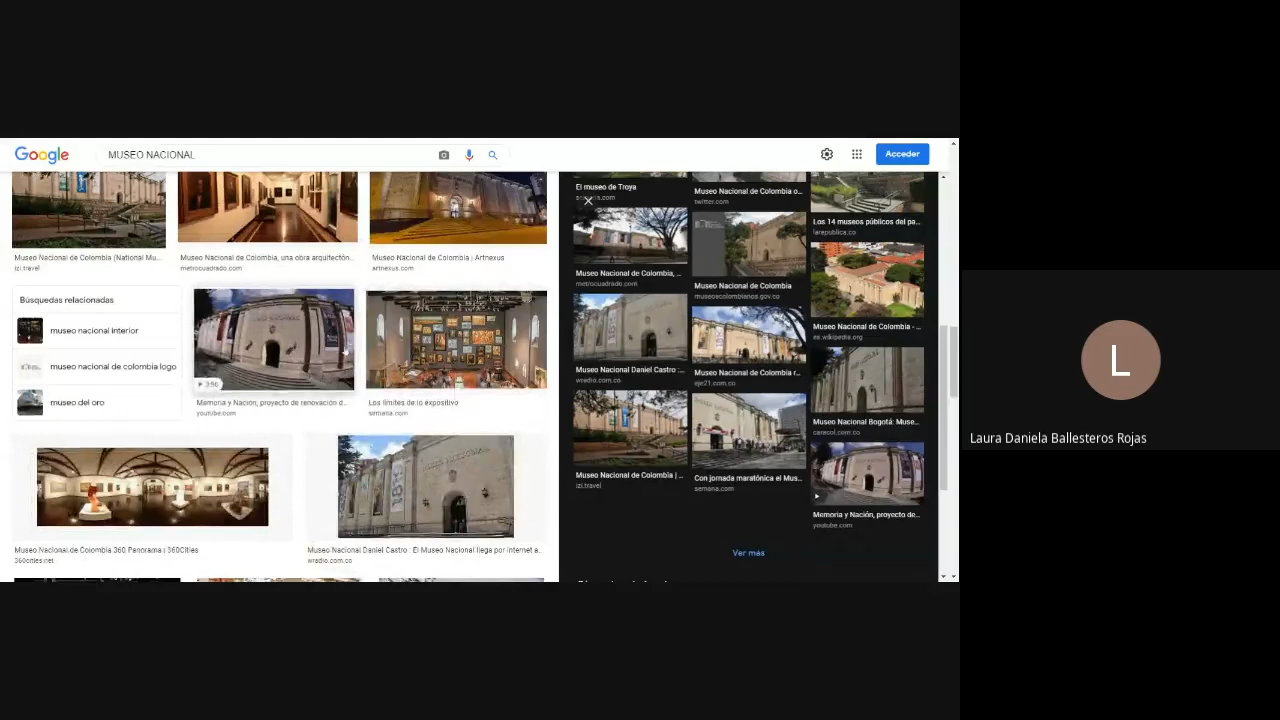 Google
MUSEO NACIONAL
Acceder
Museo Nacional de Colombia (National Mu...
izi.travel
Museo Nacional de Colombia, una obra arquitectón...
metrocuadrado.com
Museo Nacional de Colombia | Artnexus
artnexus.com
Búsquedas relacionadas
museo nacional interior
museo nacional de colombia logo
museo del oro
3:56
Memoria y Nación, proyecto de renovación d...
youtube.com
Los límites de lo expositivo
semana.com
Museo Nacional de Colombia 360 Panorama | 360Cities
360cities.net
Museo Nacional Daniel Castro : El Museo Nacional llega por internet a...
wradio.com.co
El museo de Troya
Museo Nacional de Colombia, ...
metrocuadrado.com
Museo Nacional Daniel Castro :...
wradio.com.co
Museo Nacional de Colombia | ...
izi.travel
Museo Nacional de Colombia o...
twitter.com
Museo Nacional de Colombia
museoscolombianos.gov.co
Museo Nacional de Colombia r...
eje21.com.co
Con jornada maratónica el Mus...
semana.com
Los 14 museos públicos del pa...
larepublica.co
Museo Nacional de Colombia - ...
es.wikipedia.org
Museo Nacional Bogotá: Muse...
caracol.com.co
Memoria y Nación, proyecto de...
youtube.com
Ver más
L
Laura Daniela Ballesteros Rojas